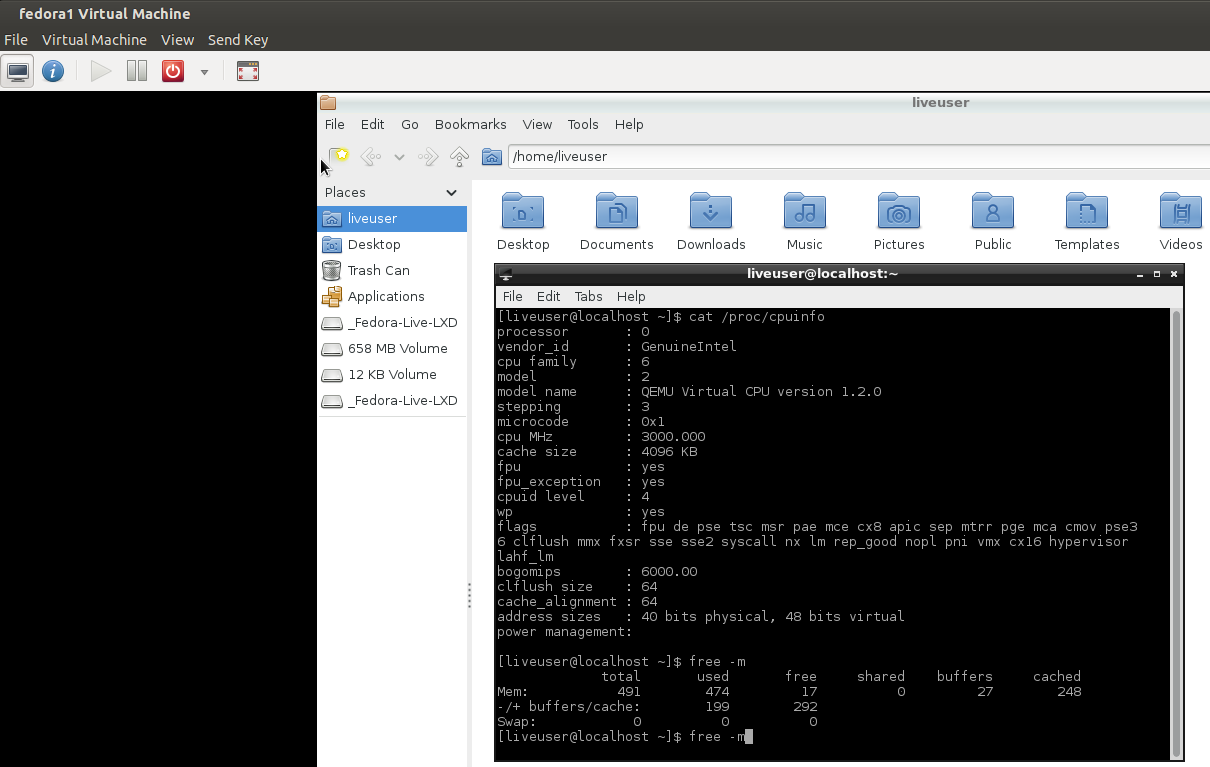 fedora1 Virtual Machine
File Virtual Machine View Send Key
liveuser
File Edit Go Bookmarks View Tools Help
/home/liveuser
Places
liveuser
Desktop
Trash Can
Applications
_Fedora-Live-LXD
658 MB Volume
12 KB Volume
_Fedora-Live-LXD
Desktop Documents Downloads Music Pictures Public Templates Videos
liveuser@localhost:~
File Edit Tabs Help
[liveuser@localhost ~]$ cat /proc/cpuinfo
processor : 0
vendor_id : GenuineIntel
cpu family : 6
model : 2
model name : QEMU Virtual CPU version 1.2.0
stepping : 3
microcode : 0x1
cpu MHz : 3000.000
cache size : 4096 KB
fpu : yes
fpu_exception : yes
cpuid level : 4
wp : yes
flags : fpu de pse tsc msr pae mce cx8 apic sep mtrr pge mca cmov pse3
6 clflush mmx fxsr sse sse2 syscall nx lm rep_good nopl pni vmx cx16 hypervisor
lahf_lm
bogomips : 6000.00
clflush size : 64
cache_alignment : 64
address sizes : 40 bits physical, 48 bits virtual
power management:
[liveuser@localhost ~]$ free -m
total used free shared buffers cached
Mem: 491 474 17 0 27 248
-/+ buffers/cache: 199 292
Swap: 0 0 0
[liveuser@localhost ~]$ free -m